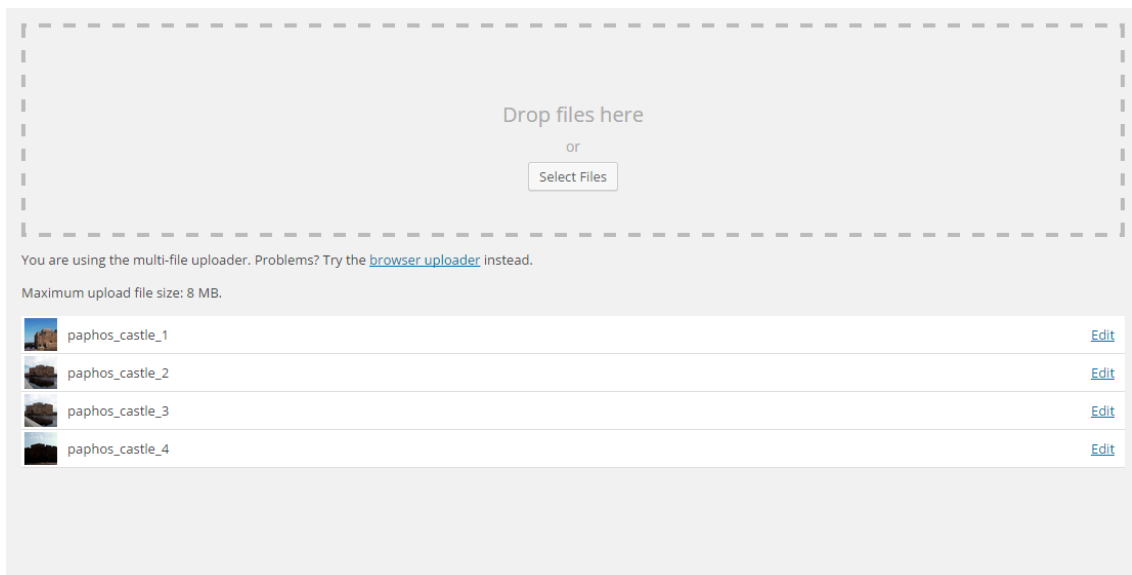 Drop files here
or
Select Files
You are using the multi-file uploader. Problems? Try the browser uploader instead.
Maximum upload file size: 8 MB.
paphos_castle_1 Edit
paphos_castle_2 Edit
paphos_castle_3 Edit
paphos_castle_4 Edit